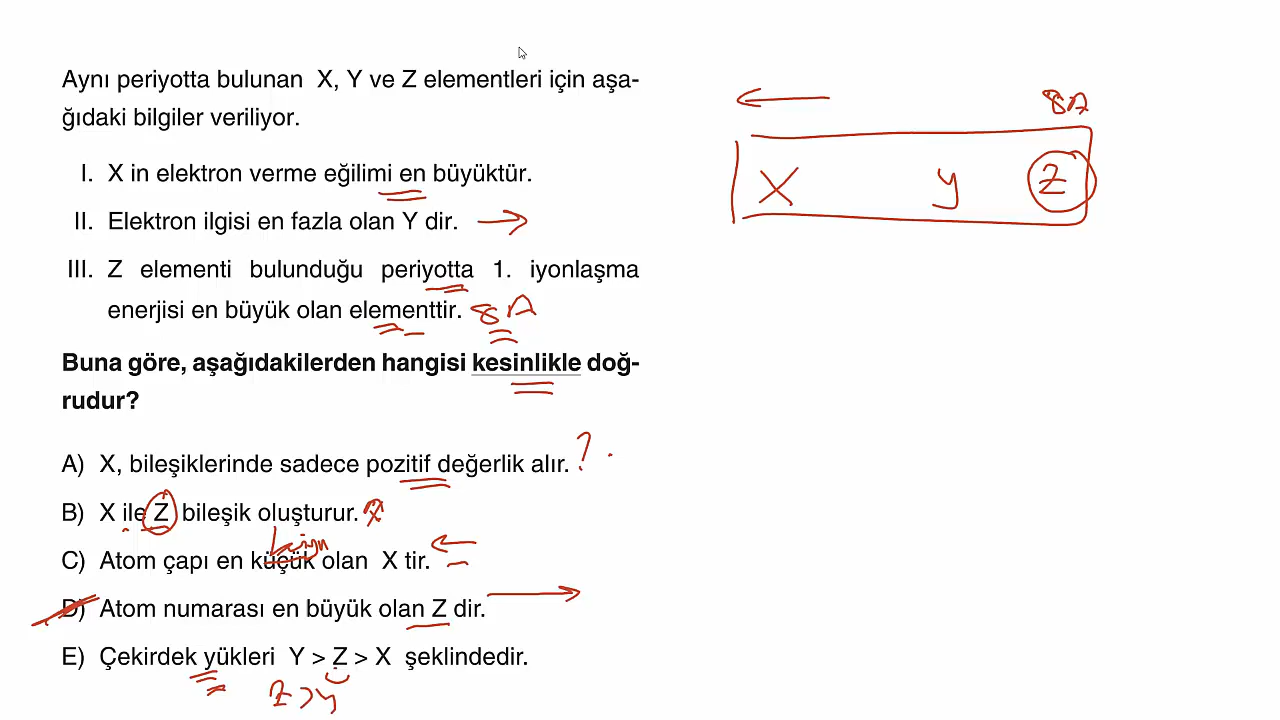 Aynı periyotta bulunan X, Y ve Z elementleri için aşa-
ğıdaki bilgiler veriliyor.
I. X in elektron verme eğilimi en büyüktür.
II. Elektron ilgisi en fazla olan Y dir.
III. Z elementi bulunduğu periyotta 1. iyonlaşma
enerjisi en büyük olan elementtir. 8A
Buna göre, aşağıdakilerden hangisi kesinlikle doğ-
rudur?
A) X, bileşiklerinde sadece pozitif değerlik alır. ?
B) X ile Z bileşik oluşturur. X
C) Atom çapı en küçük olan X tir.
D) Atom numarası en büyük olan Z dir.
E) Çekirdek yükleri Y > Z > X şeklindedir.
Z > y
8A
X y Z